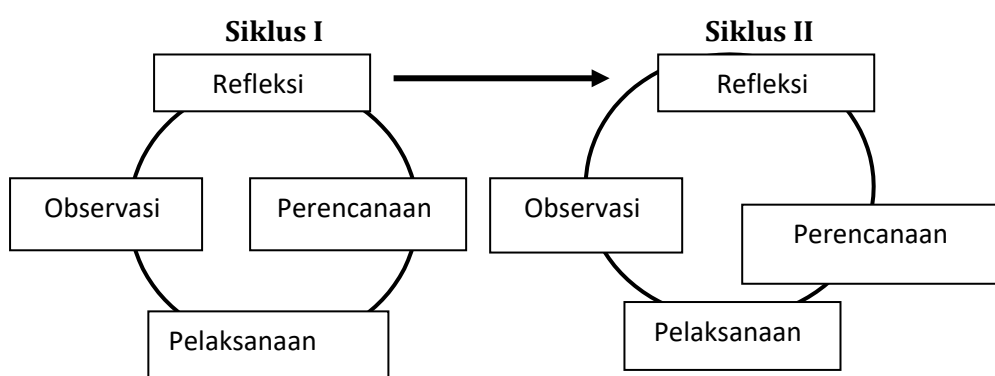 Siklus I
Siklus II
Refleksi
Refleksi
Observasi
Perencanaan
Observasi
Perencanaan
Pelaksanaan
Pelaksanaan